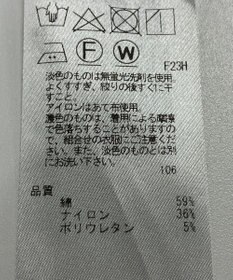 F W
F23H
淡色のものは無蛍光洗剤を使用。
よくすすぎ、絞りの後すぐに干
すこと。
アイロンはあて布使用。
濃色のものは、着用による摩擦
で色落ちすることがありますの
で、組合せの衣服にご注意くださ
い。また、淡色のものとは別に
お洗い下さい。
106
品質
綿 59%
ナイロン 36%
ポリウレタン 5%